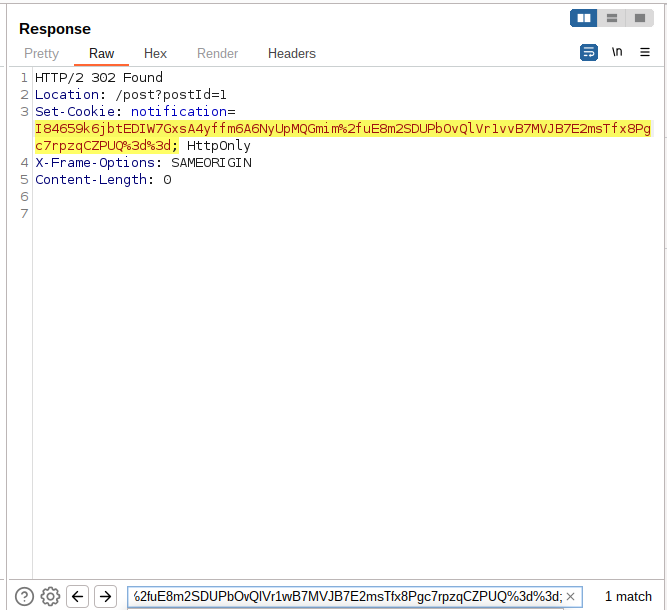 Response
Pretty Raw Hex Render Headers \n
1 HTTP/2 302 Found
2 Location: /post?postId=1
3 Set-Cookie: notification=
I84659k6jbtEDIW7GxsA4yffm6A6NyUpMQGmim%2fuE8m2SDUPbOvQlVr1vvB7MVJB7E2msTfx8Pg
c7rpzqCZPUQ%3d%3d; HttpOnly
4 X-Frame-Options: SAMEORIGIN
5 Content-Length: 0
6
7
%2fuE8m2SDUPbOvQlVr1wB7MVJB7E2msTfx8Pgc7rpzqCZPUQ%3d%3d; 1 match